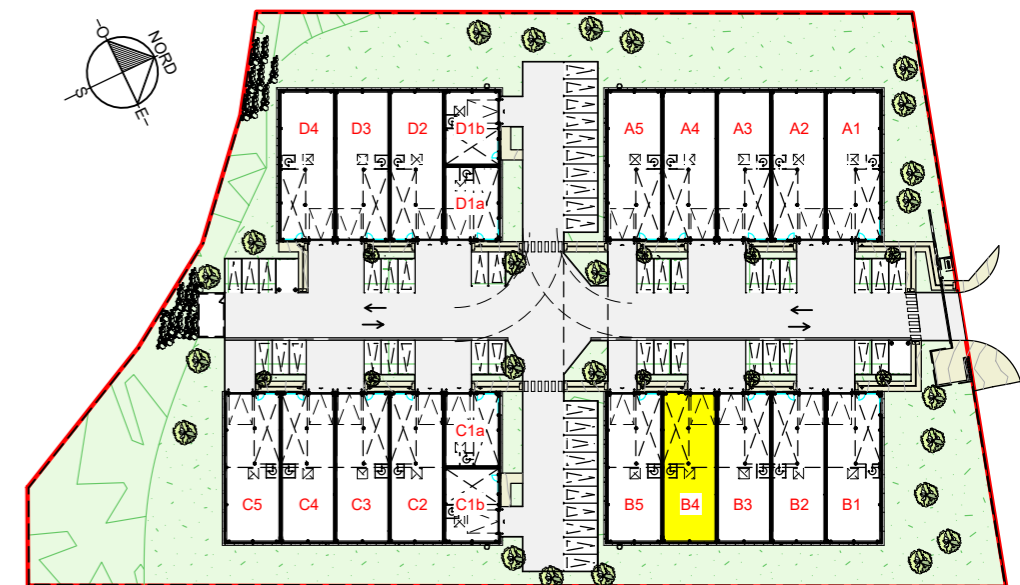 -O-
NORD
S-
E-
D4 D3 D2 D1b
A5 A4 A3 A2 A1
D1a
C1a
C5 C4 C3 C2 C1b
B5 B4 B3 B2 B1